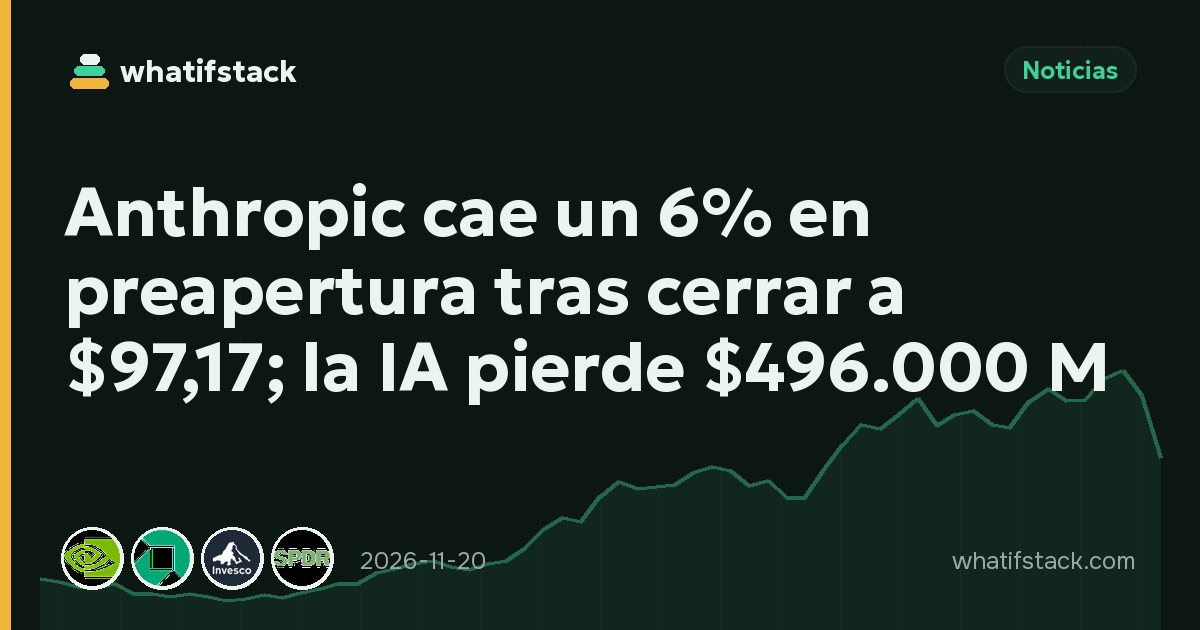 whatifstack
Noticias
Anthropic cae un 6% en
preapertura tras cerrar a
$97,17; la IA pierde $496.000 M
Invesco
SPDR
2026-11-20
whatifstack.com